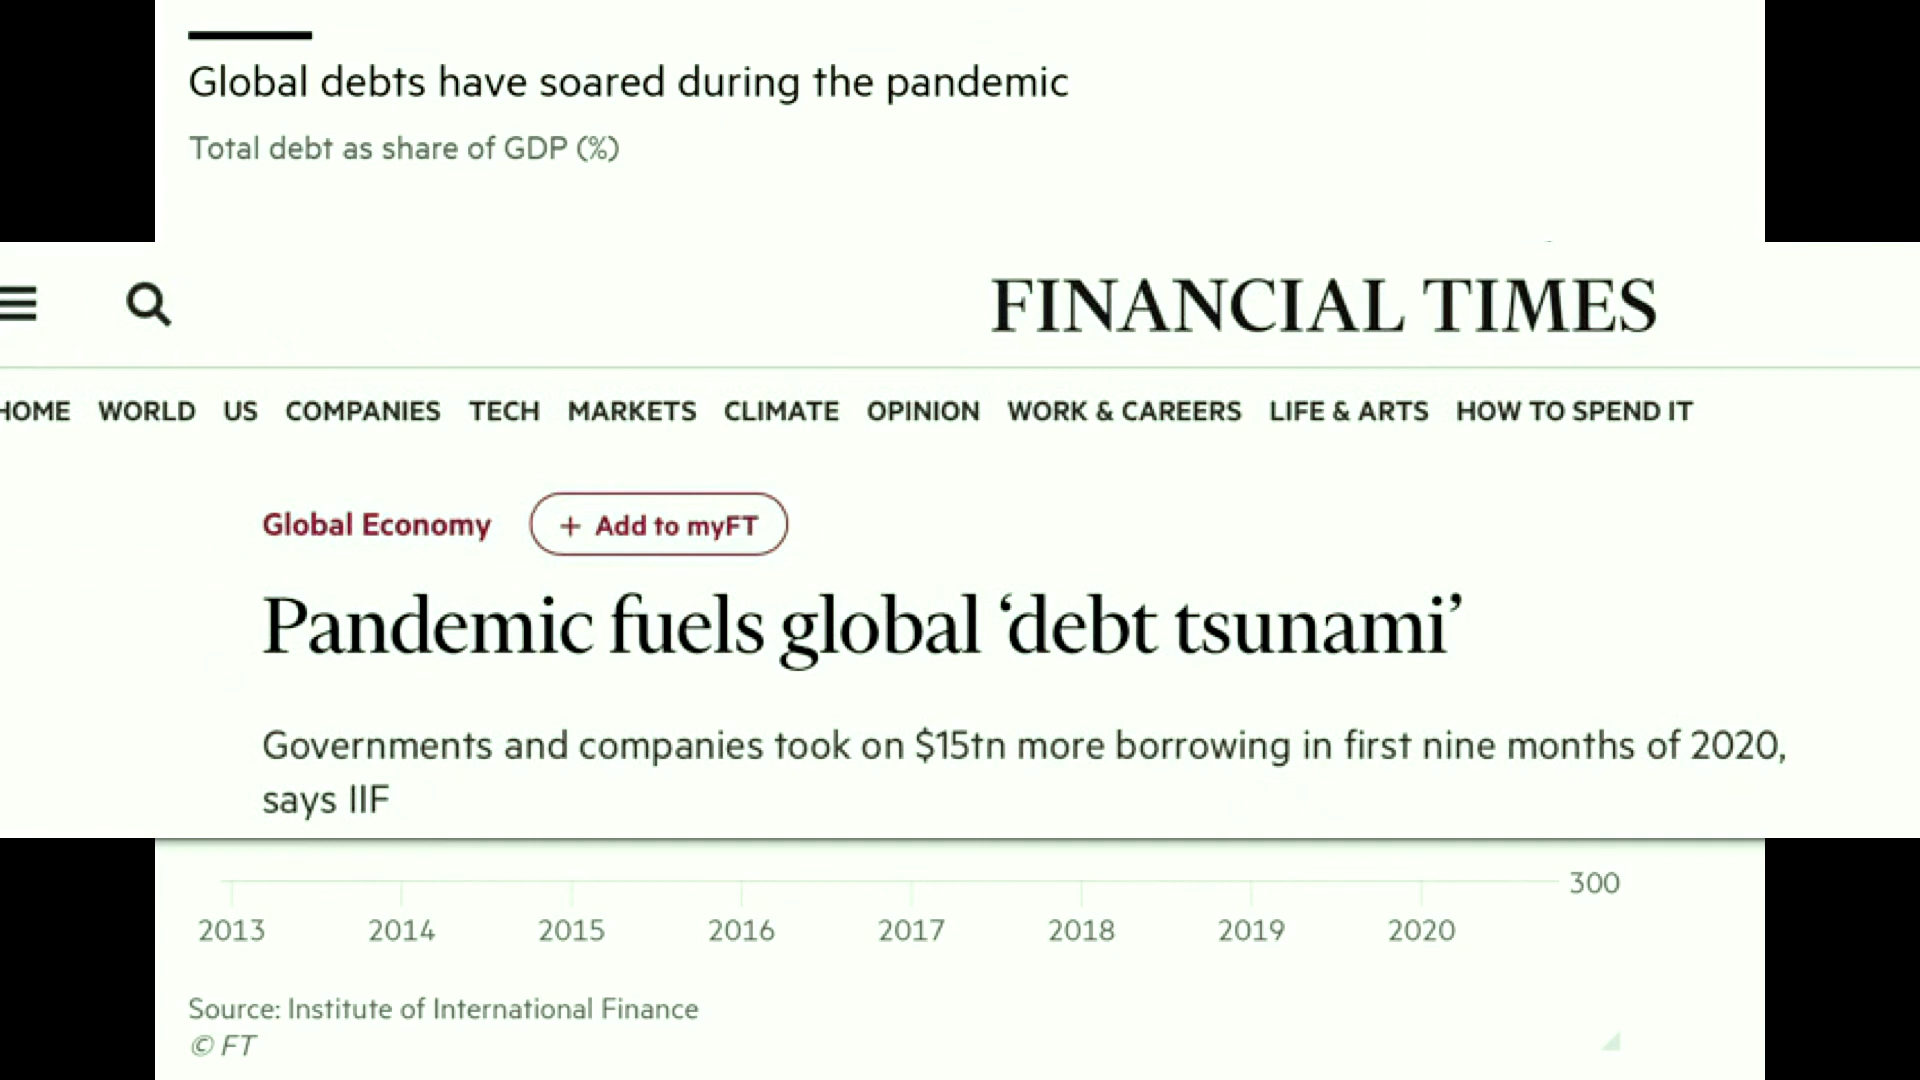 Global debts have soared during the pandemic
Total debt as share of GDP (%)
FINANCIAL TIMES
HOME WORLD US COMPANIES TECH MARKETS CLIMATE OPINION WORK & CAREERS LIFE & ARTS HOW TO SPEND IT
Global Economy + Add to myFT
Pandemic fuels global ‘debt tsunami’
Governments and companies took on $15tn more borrowing in first nine months of 2020,
says IIF
300
2013 2014 2015 2016 2017 2018 2019 2020
Source: Institute of International Finance
© FT